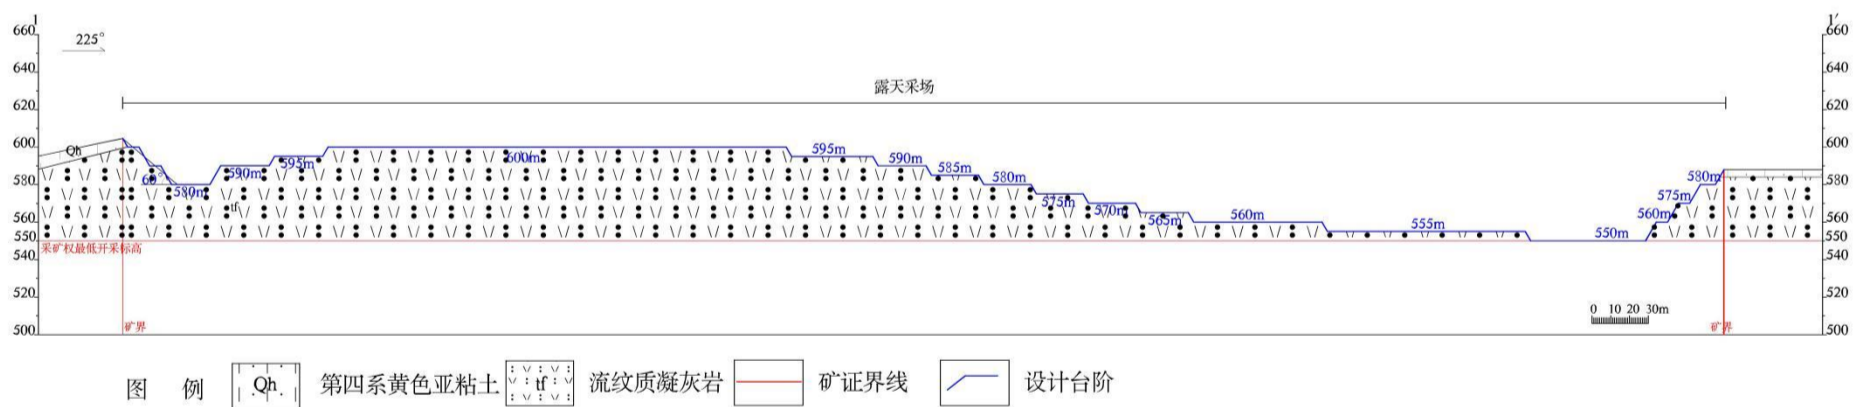 1
1′
660
660
225°
640
640
露天采场
620
620
600
Qh
600m
595m
600
595m
590m
590m
585m
580m
580m
580
60°
580m
575m
575m
580
tf
570m
565m
560m
560m
560
560
555m
550m
550
550
采矿权最低开采标高
540
540
520
520
0 10 20 30m
500
矿界
矿界
500
图 例
Qh
第四系黄色亚粘土
tf
流纹质凝灰岩
矿证界线
设计台阶